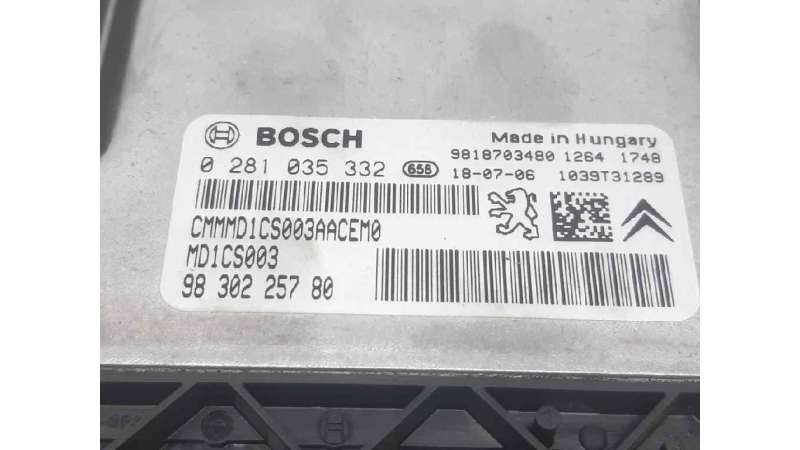 BOSCH
Made in Hungary
0 281 035 332 656
9818703480 1264 1748
18-07-06 1039T31289
CMMMD1CS003AACEM0
MD1CS003
98 302 257 80